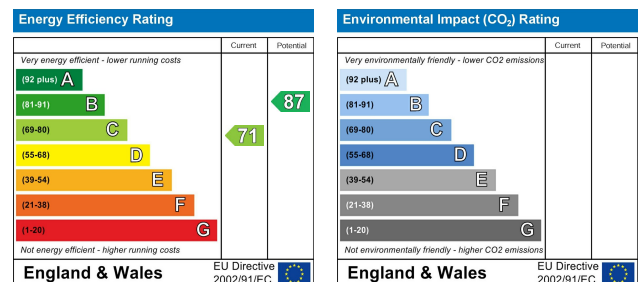 Energy Efficiency Rating
Current Potential
Very energy efficient - lower running costs
(92 plus) A
(81-91) B
87
(69-80) C
71
(55-68) D
(39-54) E
(21-38) F
(1-20) G
Not energy efficient - higher running costs
England & Wales
EU Directive
2002/91/EC
Environmental Impact (CO2) Rating
Current Potential
Very environmentally friendly - lower CO2 emissions
(92 plus) A
(81-91) B
(69-80) C
(55-68) D
(39-54) E
(21-38) F
(1-20) G
Not environmentally friendly - higher CO2 emissions
England & Wales
EU Directive
2002/91/EC